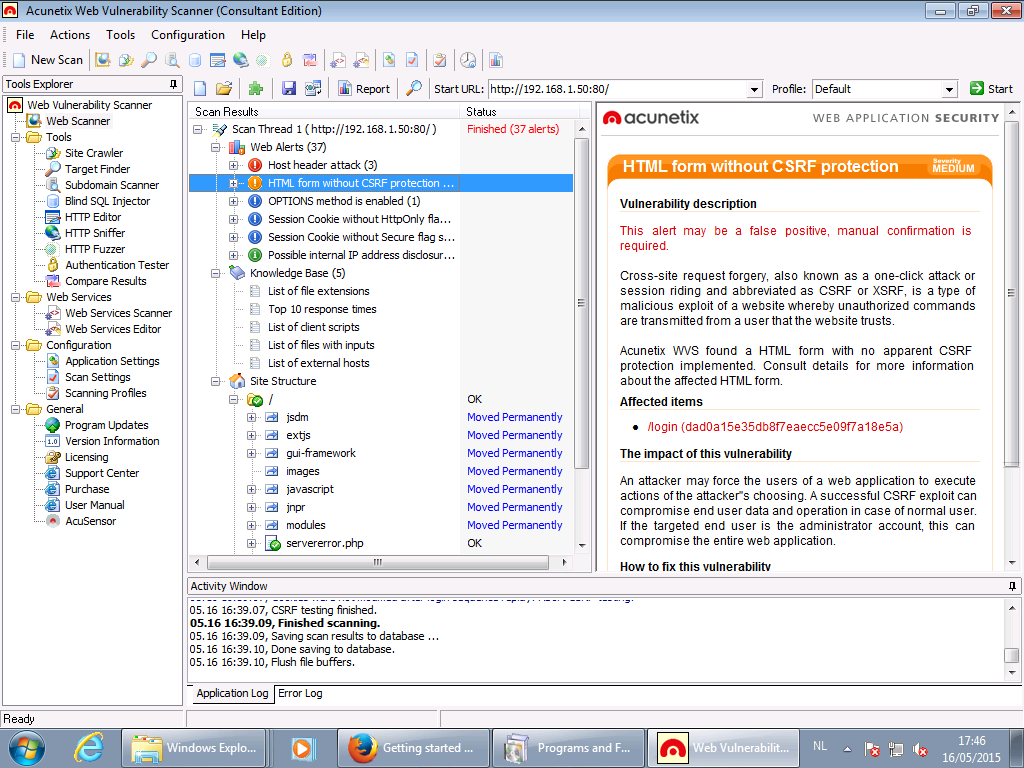 Acunetix Web Vulnerability Scanner (Consultant Edition)
File Actions Tools Configuration Help
New Scan
Tools Explorer
Report Start URL: http://192.168.1.50:80/ Profile: Default Start
Web Vulnerability Scanner
Web Scanner
Tools
Site Crawler
Target Finder
Subdomain Scanner
Blind SQL Injector
HTTP Editor
HTTP Sniffer
HTTP Fuzzer
Authentication Tester
Compare Results
Web Services
Web Services Scanner
Web Services Editor
Configuration
Application Settings
Scan Settings
Scanning Profiles
General
Program Updates
1.0 Version Information
Licensing
Support Center
Purchase
User Manual
AcuSensor
Scan Results Status
Scan Thread 1 ( http://192.168.1.50:80/ ) Finished (37 alerts)
Web Alerts (37)
Host header attack (3)
HTML form without CSRF protection ...
OPTIONS method is enabled (1)
Session Cookie without HttpOnly fla...
Session Cookie without Secure flag s...
Possible internal IP address disclosur...
Knowledge Base (5)
List of file extensions
Top 10 response times
List of client scripts
List of files with inputs
List of external hosts
Site Structure
/ OK
jsdm Moved Permanently
extjs Moved Permanently
gui-framework Moved Permanently
images Moved Permanently
javascript Moved Permanently
jnpr Moved Permanently
modules Moved Permanently
servererror.php OK
acunetix WEB APPLICATION SECURITY
HTML form without CSRF protection
Severity
MEDIUM
Vulnerability description
This alert may be a false positive, manual confirmation is
required.
Cross-site request forgery, also known as a one-click attack or
session riding and abbreviated as CSRF or XSRF, is a type of
malicious exploit of a website whereby unauthorized commands
are transmitted from a user that the website trusts.
Acunetix WVS found a HTML form with no apparent CSRF
protection implemented. Consult details for more information
about the affected HTML form.
Affected items
• /login (dad0a15e35db8f7eaecc5e09f7a18e5a)
The impact of this vulnerability
An attacker may force the users of a web application to execute
actions of the attacker"s choosing. A successful CSRF exploit can
compromise end user data and operation in case of normal user.
If the targeted end user is the administrator account, this can
compromise the entire web application.
How to fix this vulnerability
Activity Window
05.16 16:39.07, CSRF testing finished.
05.16 16:39.09, Finished scanning.
05.16 16:39.09, Saving scan results to database ...
05.16 16:39.10, Done saving to database.
05.16 16:39.10, Flush file buffers.
Application Log Error Log
Ready
Windows Explo... Getting started ... Programs and F... Web Vulnerabilit... NL 17:46
16/05/2015